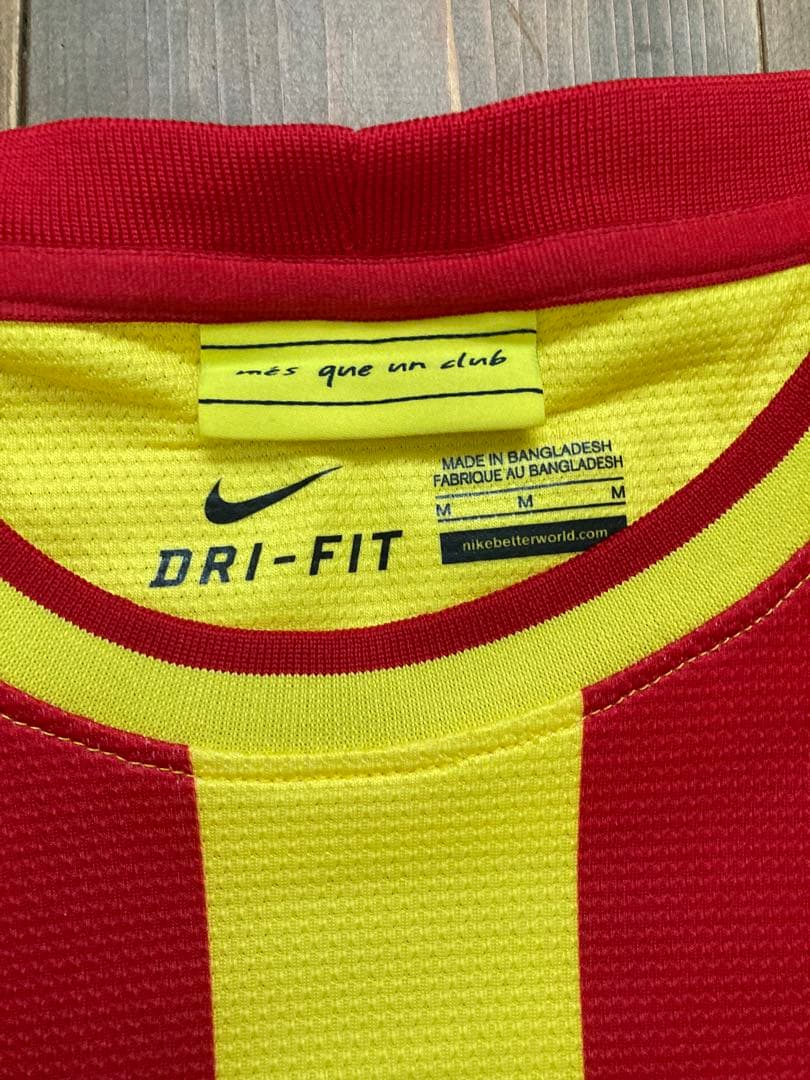 més que un club
MADE IN BANGLADESH
FABRIQUE AU BANGLADESH
M M M
nikebetterworld.com
DRI-FIT